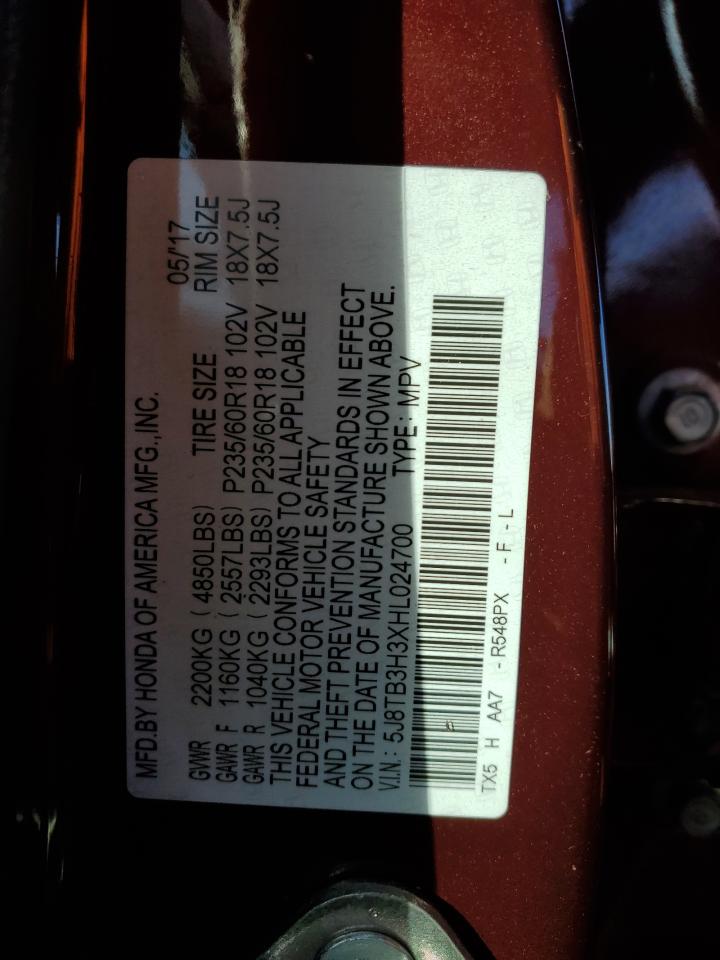 MFD.BY HONDA OF AMERICA MFG.,INC. 05/'17
GVWR 2200KG ( 4850LBS) TIRE SIZE RIM SIZE
GAWR F 1160KG ( 2557LBS) P235/60R18 102V 18X7.5J
GAWR R 1040KG ( 2293LBS) P235/60R18 102V 18X7.5J
THIS VEHICLE CONFORMS TO ALL APPLICABLE
FEDERAL MOTOR VEHICLE SAFETY
AND THEFT PREVENTION STANDARDS IN EFFECT
ON THE DATE OF MANUFACTURE SHOWN ABOVE.
V.I.N.: 5J8TB3H3XHL024700 TYPE: MPV
TX5 H AA7 - R548PX - F - L